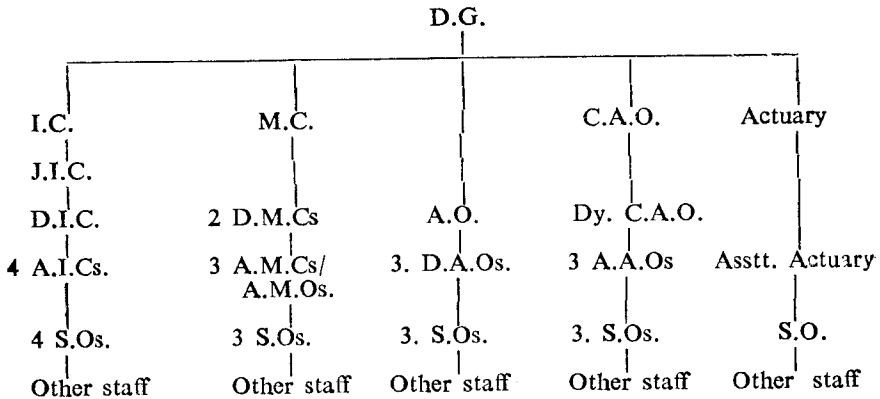 D.G.
I.C. M.C. C.A.O. Actuary
J.I.C.
D.I.C. 2 D.M.Cs A.O. Dy. C.A.O.
4 A.I.Cs. 3 A.M.Cs/ 3. D.A.Os. 3 A.A.Os Asstt. Actuary
A.M.Os.
4 S.Os. 3 S.Os. 3. S.Os. 3. S.Os. S.O.
Other staff Other staff Other staff Other staff Other staff